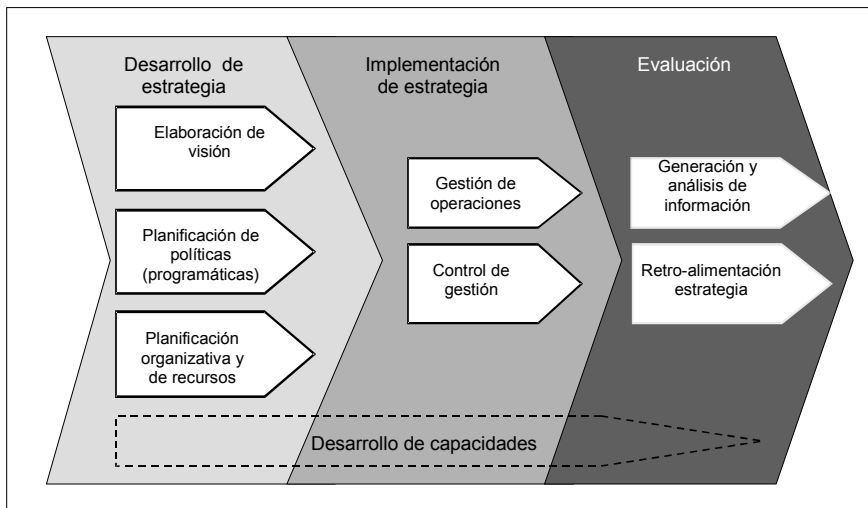 Desarrollo de
estrategia
Elaboración de
visión
Planificación de
políticas
(programáticas)
Planificación
organizativa y
de recursos
Implementación
de estrategia
Gestión de
operaciones
Control de
gestión
Evaluación
Generación y
análisis de
información
Retro-alimentación
estrategia
Desarrollo de capacidades